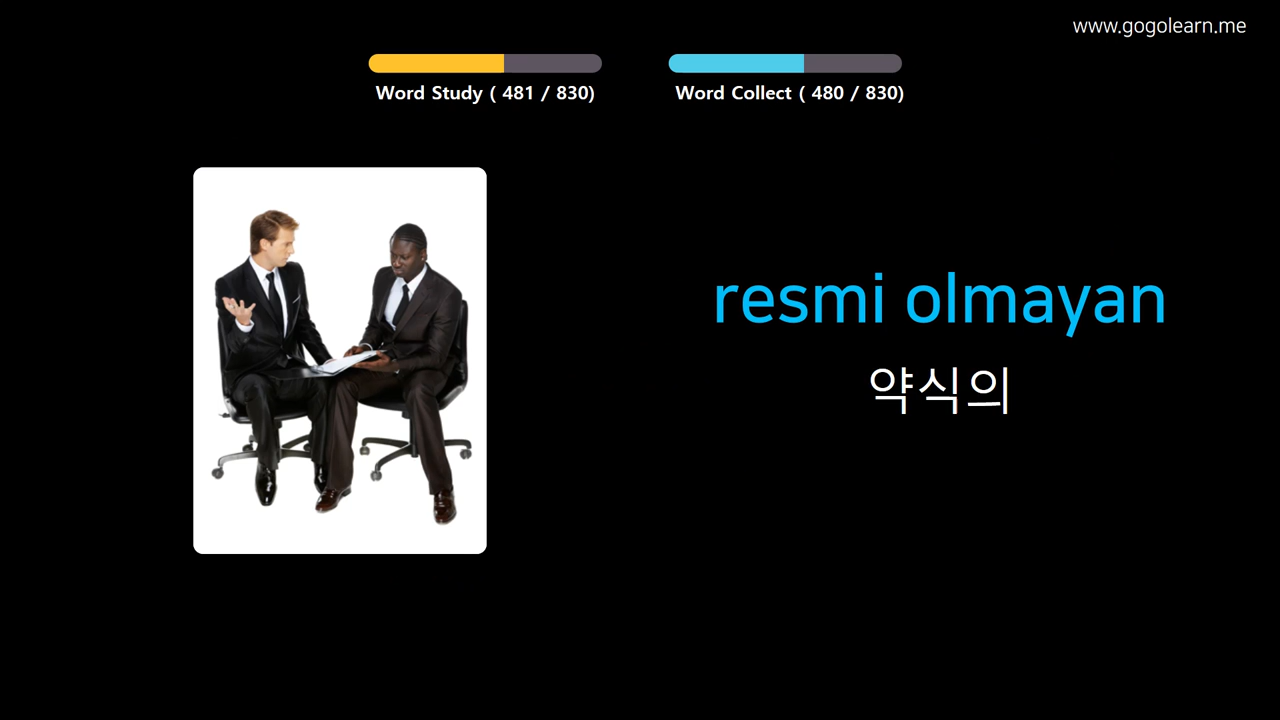 www.gogolearn.me
Word Study ( 481 / 830)
Word Collect ( 480 / 830)
resmi olmayan
약식의